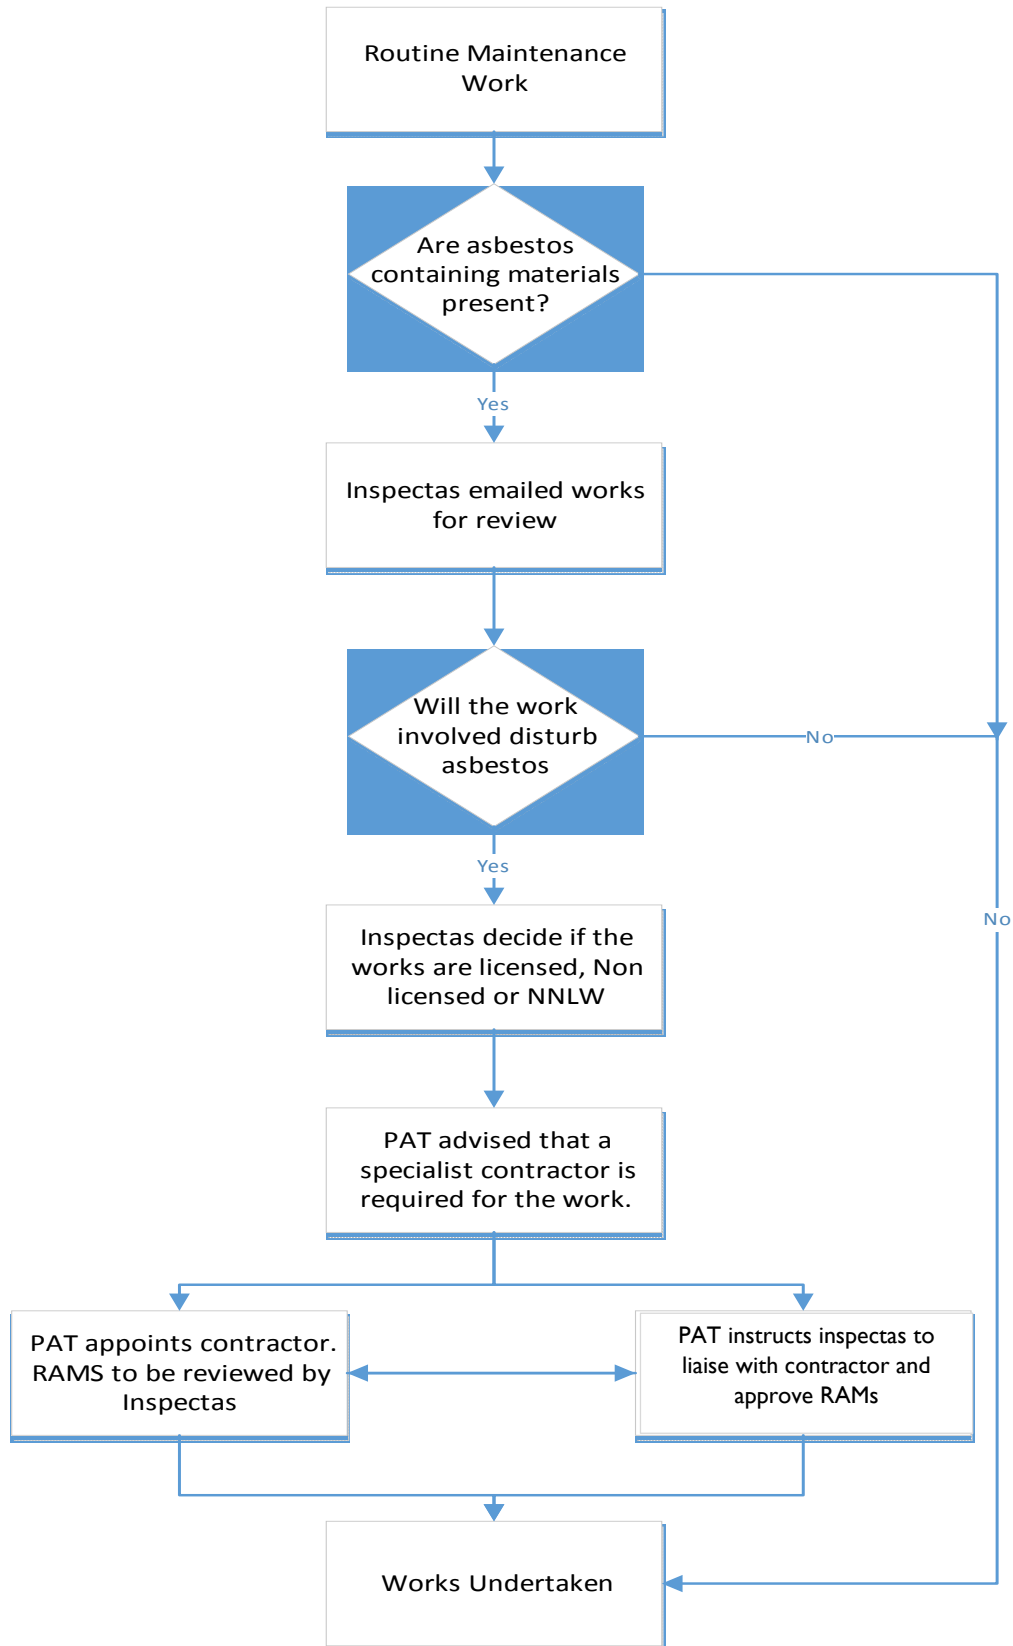 Routine Maintenance
Work
Are asbestos
containing materials
present?
Yes
Inspectas emailed works
for review
Will the work
involved disturb
asbestos
No
Yes
No
Inspectas decide if the
works are licensed, Non
licensed or NNLW
PAT advised that a
specialist contractor is
required for the work.
PAT appoints contractor.
RAMS to be reviewed by
Inspectas
PAT instructs inspectas to
liaise with contractor and
approve RAMs
Works Undertaken